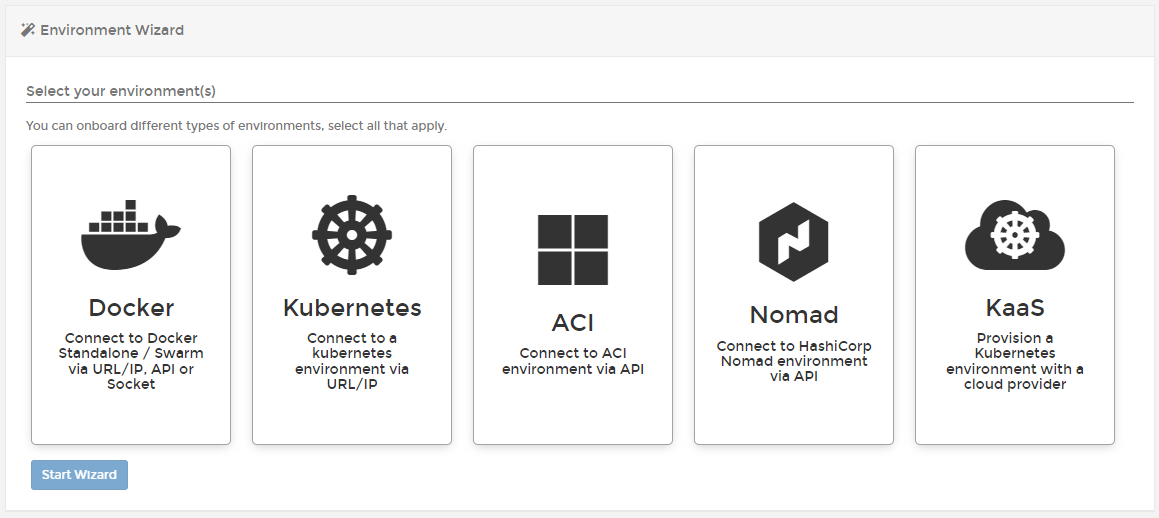 Environment Wizard
Select your environment(s)
You can onboard different types of environments, select all that apply.
Docker
Connect to Docker
Standalone / Swarm
via URL/IP, API or
Socket
Kubernetes
Connect to a
kubernetes
environment via
URL/IP
ACI
Connect to ACI
environment via API
Nomad
Connect to HashiCorp
Nomad environment
via API
KaaS
Provision a
Kubernetes
environment with a
cloud provider
Start Wizard